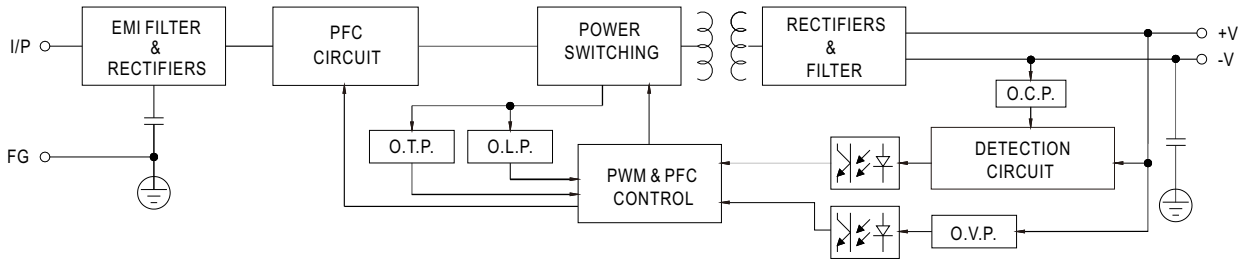 I/P
EMI FILTER
&
RECTIFIERS
PFC
CIRCUIT
POWER
SWITCHING
RECTIFIERS
&
FILTER
+V
-V
O.C.P.
FG
O.T.P.
O.L.P.
PWM & PFC
CONTROL
DETECTION
CIRCUIT
O.V.P.